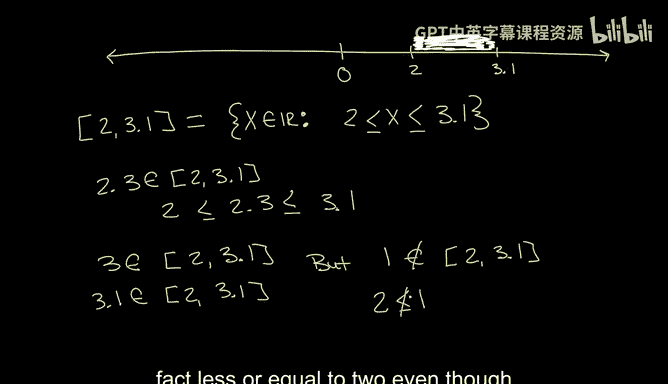 GPT中英字幕课程资源 bilibili
0 2 3.1
[2, 3.1] = {X∈ℝ: 2≤X≤3.1}
2.3∈ [2, 3.1]
2 ≤ 2.3 ≤ 3.1
3∈ [2, 3.1] But 1 ∉ [2, 3.1]
3.1∈ [2, 3.1] 2≰1
fact less or equal to two even though